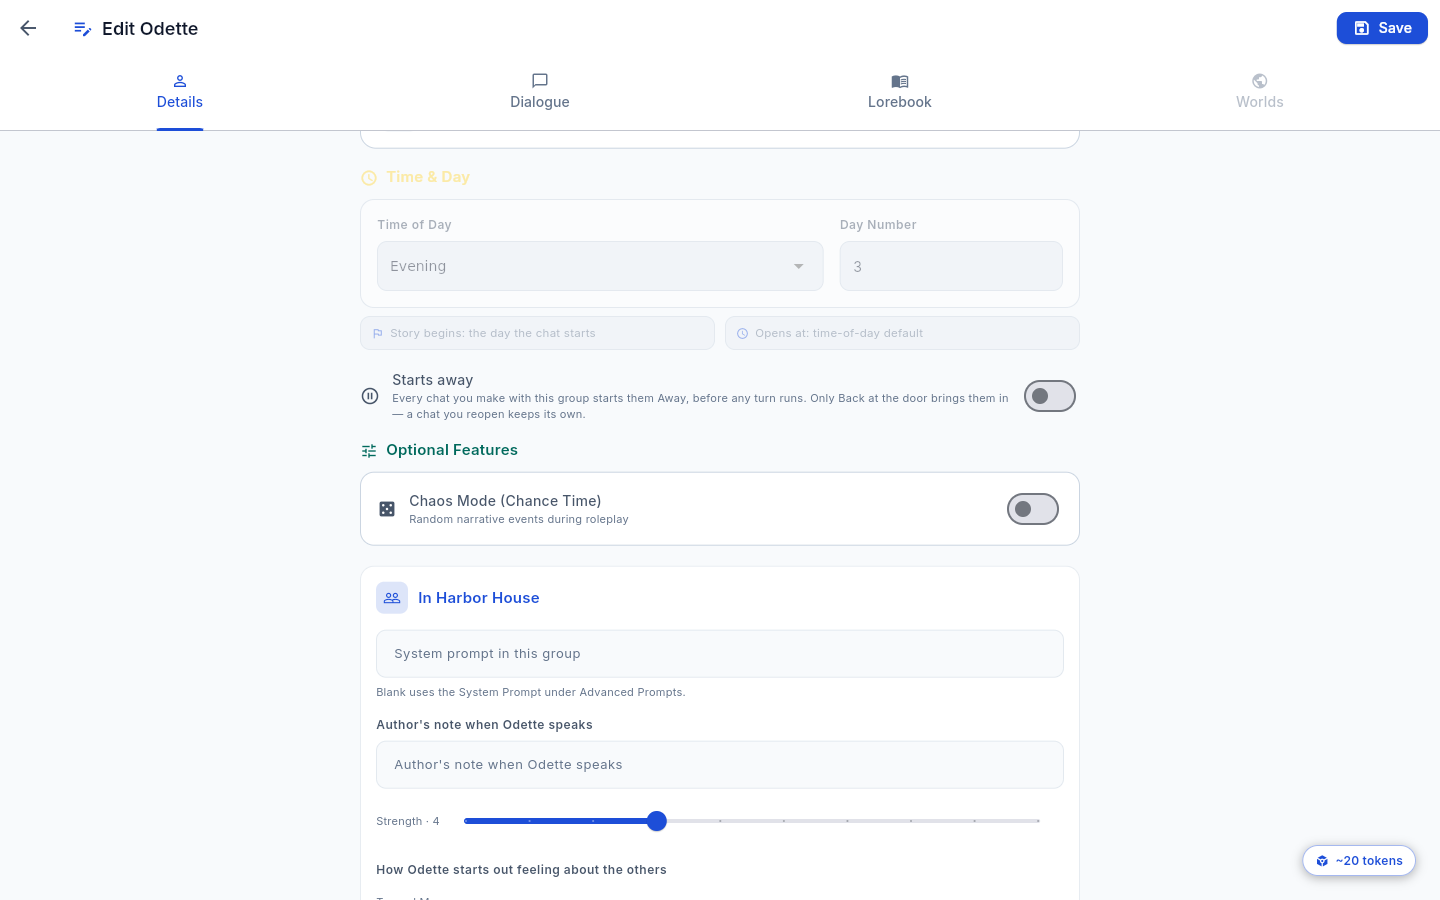 Edit Odette
Save
Details
Dialogue
Lorebook
Worlds
Time & Day
Time of Day
Day Number
Evening
3
Story begins: the day the chat starts
Opens at: time-of-day default
Starts away
Every chat you make with this group starts them Away, before any turn runs. Only Back at the door brings them in
— a chat you reopen keeps its own.
Optional Features
Chaos Mode (Chance Time)
Random narrative events during roleplay
In Harbor House
System prompt in this group
Blank uses the System Prompt under Advanced Prompts.
Author's note when Odette speaks
Author's note when Odette speaks
Strength · 4
~20 tokens
How Odette starts out feeling about the others